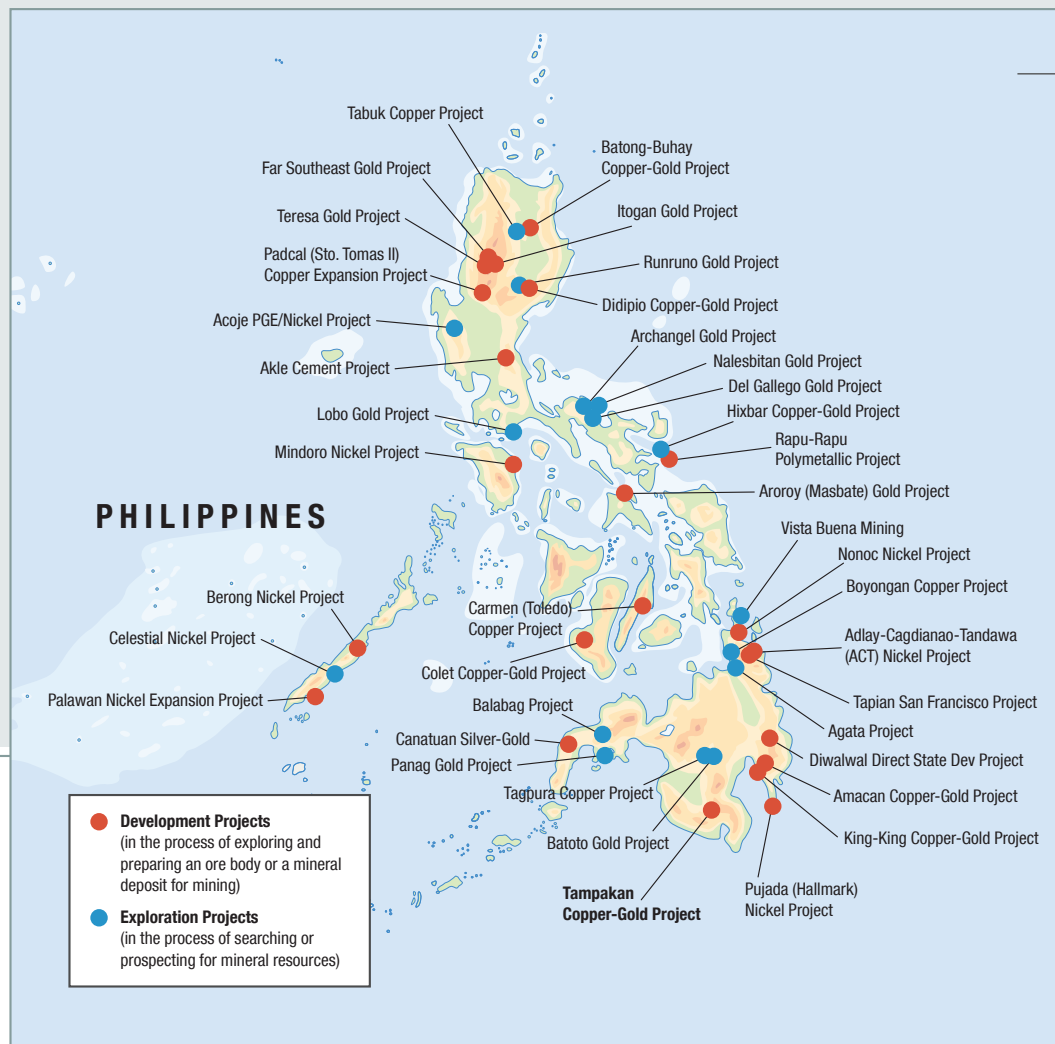 Tabuk Copper Project
Batong-Buhay
Copper-Gold Project
Far Southeast Gold Project
Itogan Gold Project
Teresa Gold Project
Padcal (Sto. Tomas II)
Copper Expansion Project
Runruno Gold Project
Didipio Copper-Gold Project
Acoje PGE/Nickel Project
Archangel Gold Project
Akle Cement Project
Nalesbitan Gold Project
Del Gallego Gold Project
Lobo Gold Project
Hixbar Copper-Gold Project
Mindoro Nickel Project
Rapu-Rapu
Polymetallic Project
Aroroy (Masbate) Gold Project
PHILIPPINES
Vista Buena Mining
Nonoc Nickel Project
Boyongan Copper Project
Berong Nickel Project
Carmen (Toledo)
Copper Project
Celestial Nickel Project
Adlay-Cagdianao-Tandawa
(ACT) Nickel Project
Colet Copper-Gold Project
Palawan Nickel Expansion Project
Tapian San Francisco Project
Balabag Project
Agata Project
Canatuan Silver-Gold
Panag Gold Project
Diwalwal Direct State Dev Project
Tagpura Copper Project
Amacan Copper-Gold Project
Batoto Gold Project
King-King Copper-Gold Project
Tampakan
Copper-Gold Project
Pujada (Hallmark)
Nickel Project
Development Projects
(in the process of exploring and
preparing an ore body or a mineral
deposit for mining)
Exploration Projects
(in the process of searching or
prospecting for mineral resources)